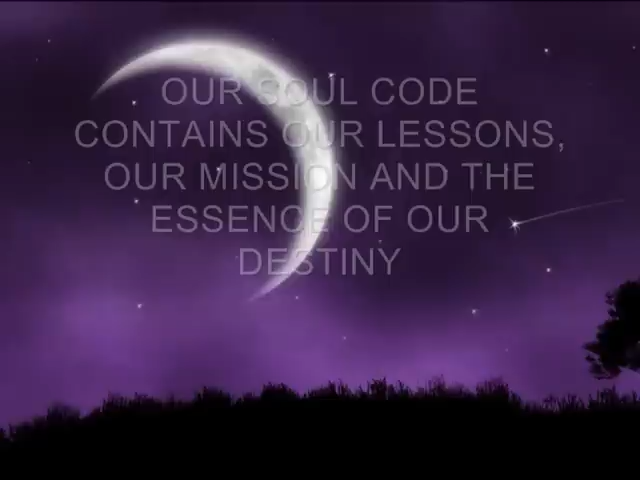 OUR SOUL CODE
CONTAINS OUR LESSONS,
OUR MISSION AND THE
ESSENCE OF OUR
DESTINY